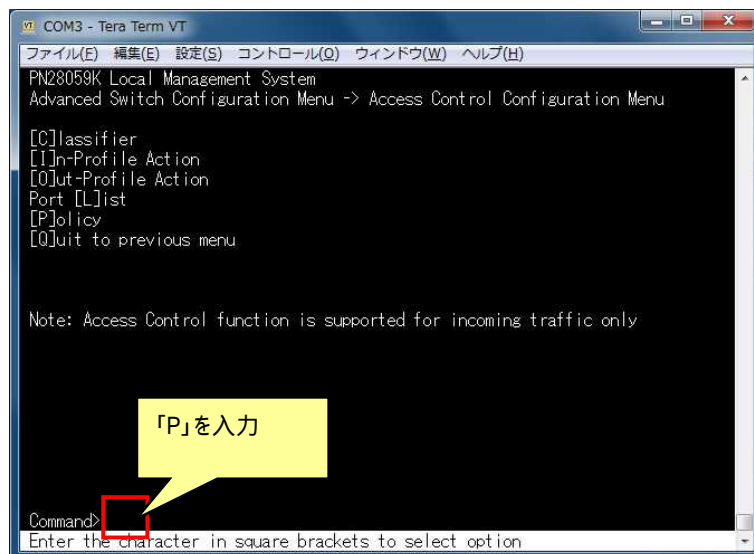 COM3 - Tera Term VT
ファイル(F) 編集(E) 設定(S) コントロール(O) ウィンドウ(W) ヘルプ(H)
PN28059K Local Management System
Advanced Switch Configuration Menu -> Access Control Configuration Menu
[C]lassifier
[I]n-Profile Action
[O]ut-Profile Action
Port [L]ist
[P]olicy
[Q]uit to previous menu
Note: Access Control function is supported for incoming traffic only
「P」を入力
Command>
Enter the character in square brackets to select option